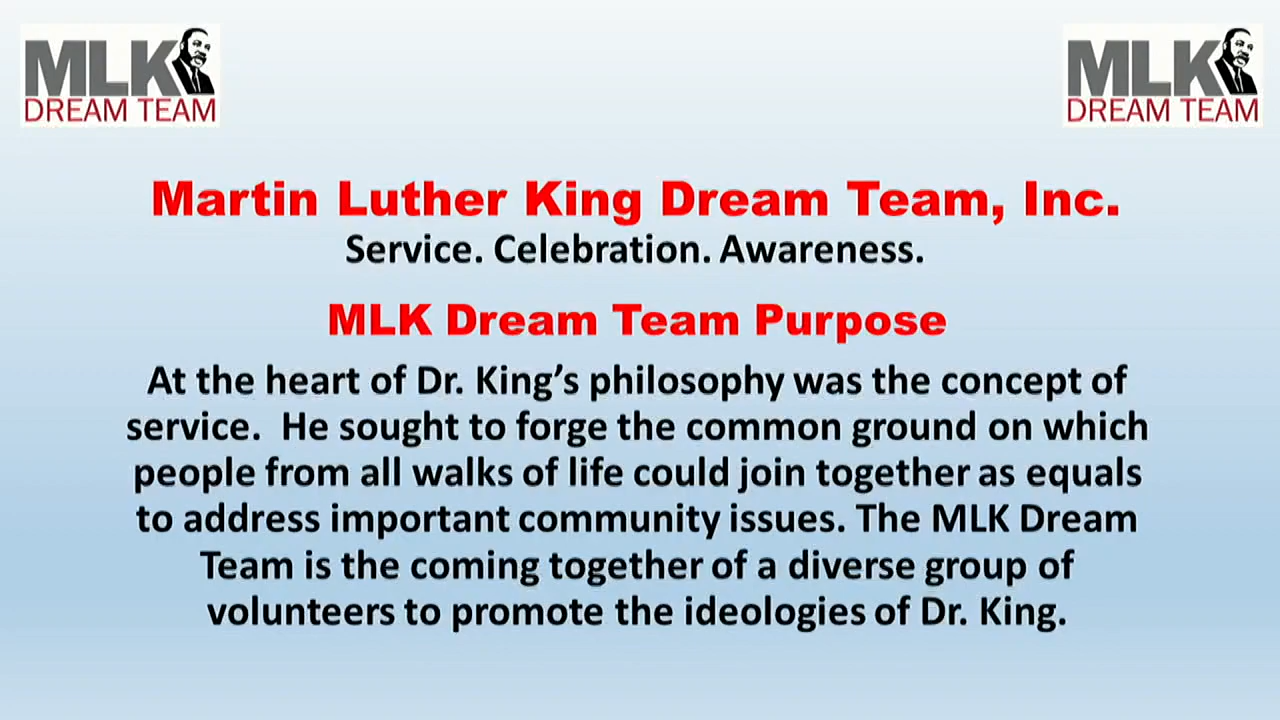 MLK
DREAM TEAM
MLK
DREAM TEAM
Martin Luther King Dream Team, Inc.
Service. Celebration. Awareness.
MLK Dream Team Purpose
At the heart of Dr. King’s philosophy was the concept of
service.  He sought to forge the common ground on which
people from all walks of life could join together as equals
to address important community issues. The MLK Dream
Team is the coming together of a diverse group of
volunteers to promote the ideologies of Dr. King.